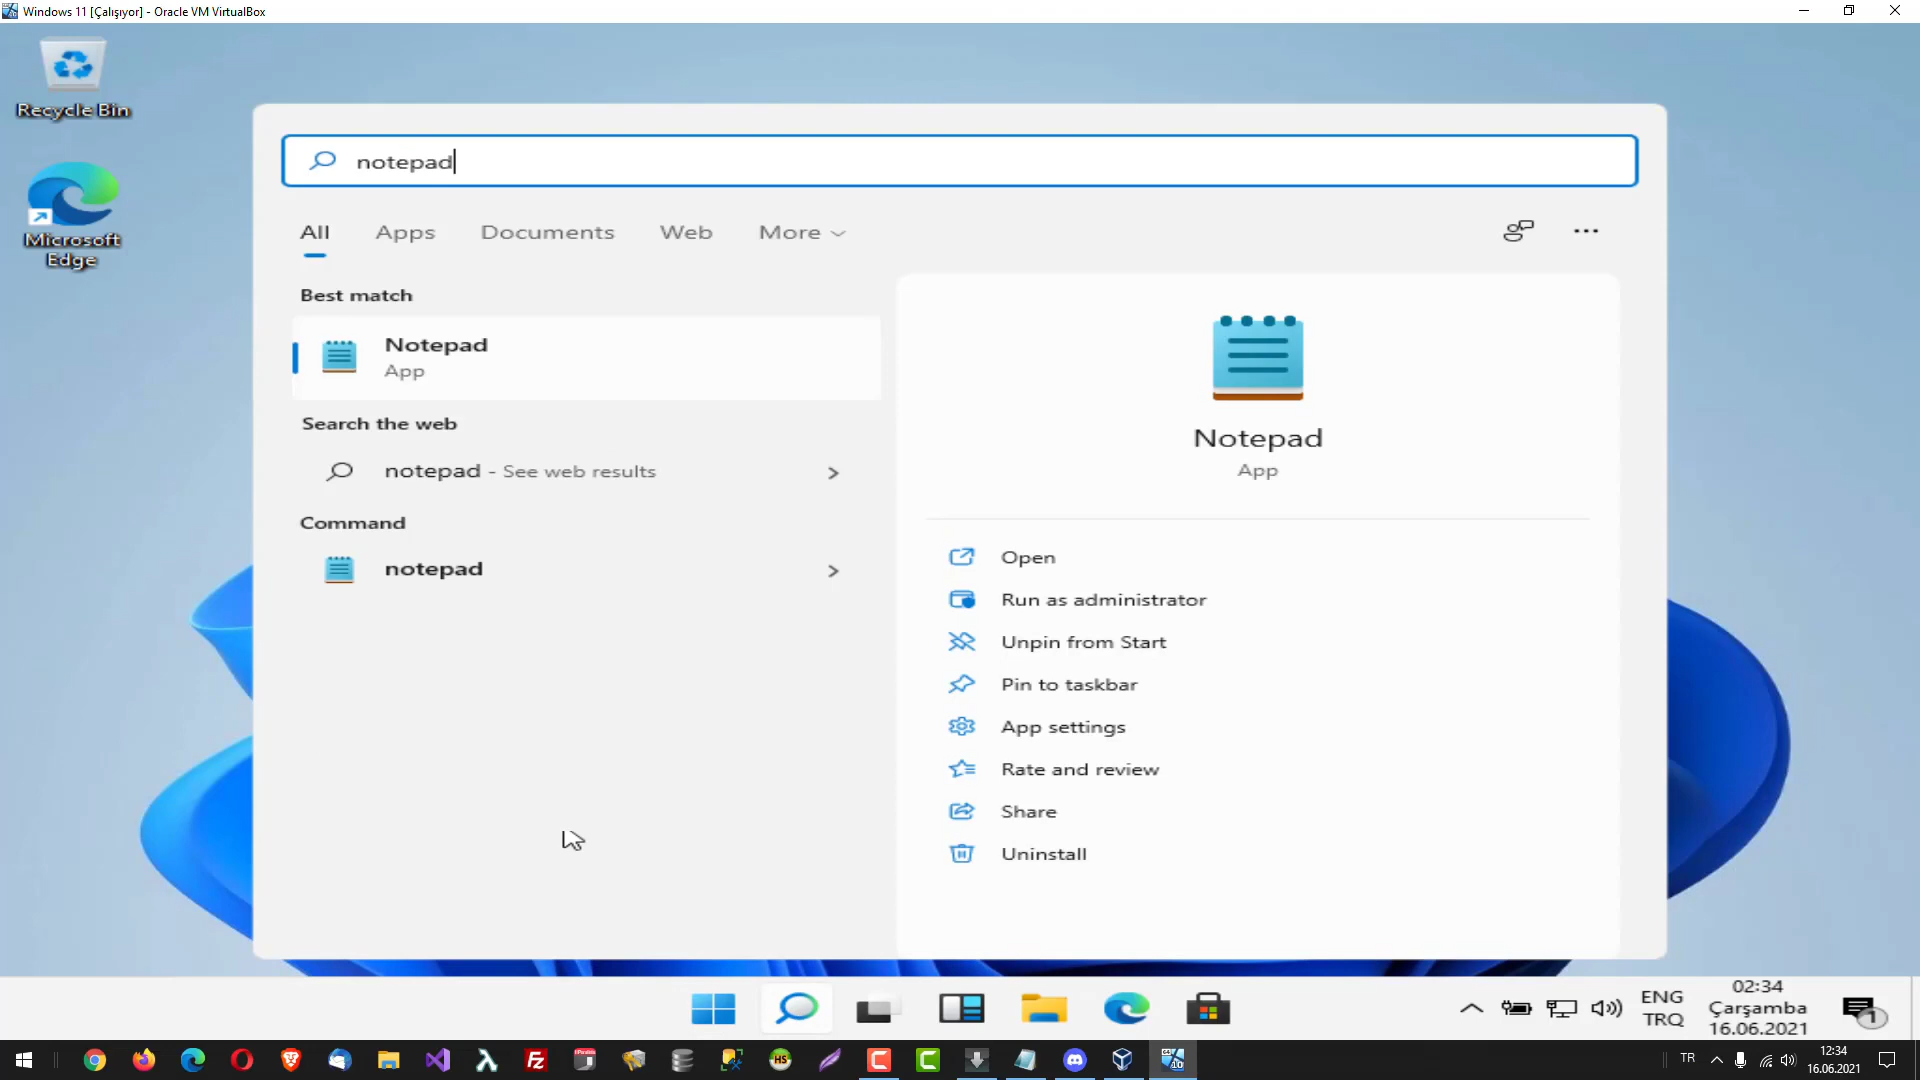 Windows 11 [Çalışıyor] - Oracle VM VirtualBox
Recycle Bin
Microsoft
Edge
notepad
All
Apps
Documents
Web
More
Best match
Notepad
App
Search the web
notepad - See web results
Command
notepad
Notepad
App
Open
Run as administrator
Unpin from Start
Pin to taskbar
App settings
Rate and review
Share
Uninstall
ENG
TRQ
02:34
Çarşamba
16.06.2021
1
TR
12:34
16.06.2021